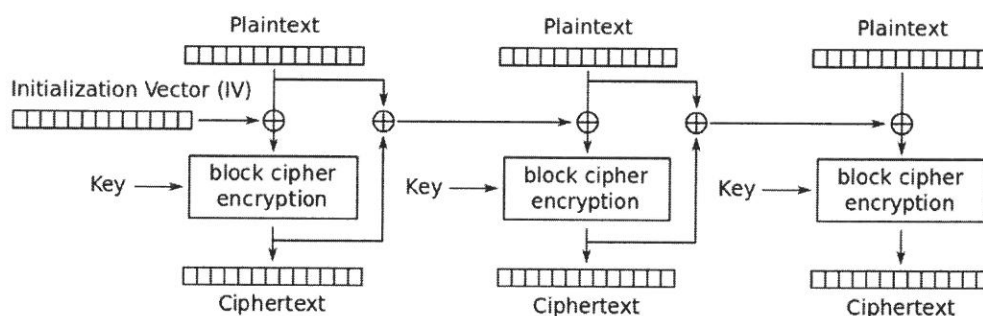 Plaintext
Plaintext
Plaintext
Initialization Vector (IV)
Key
block cipher
encryption
Key
block cipher
encryption
Key
block cipher
encryption
Ciphertext
Ciphertext
Ciphertext